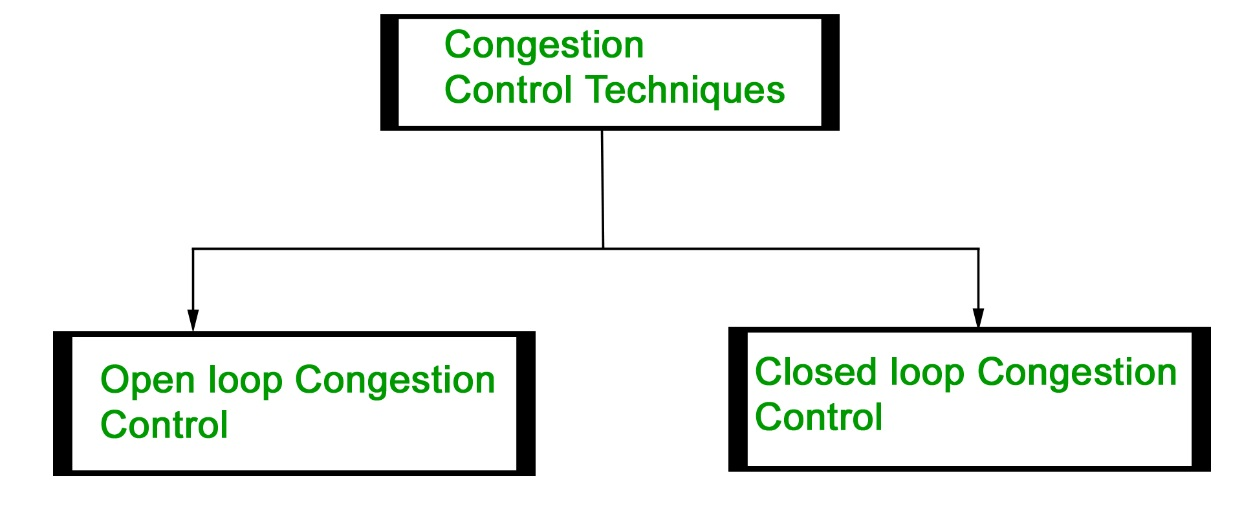 Congestion
Control Techniques
Open loop Congestion
Control
Closed loop Congestion
Control